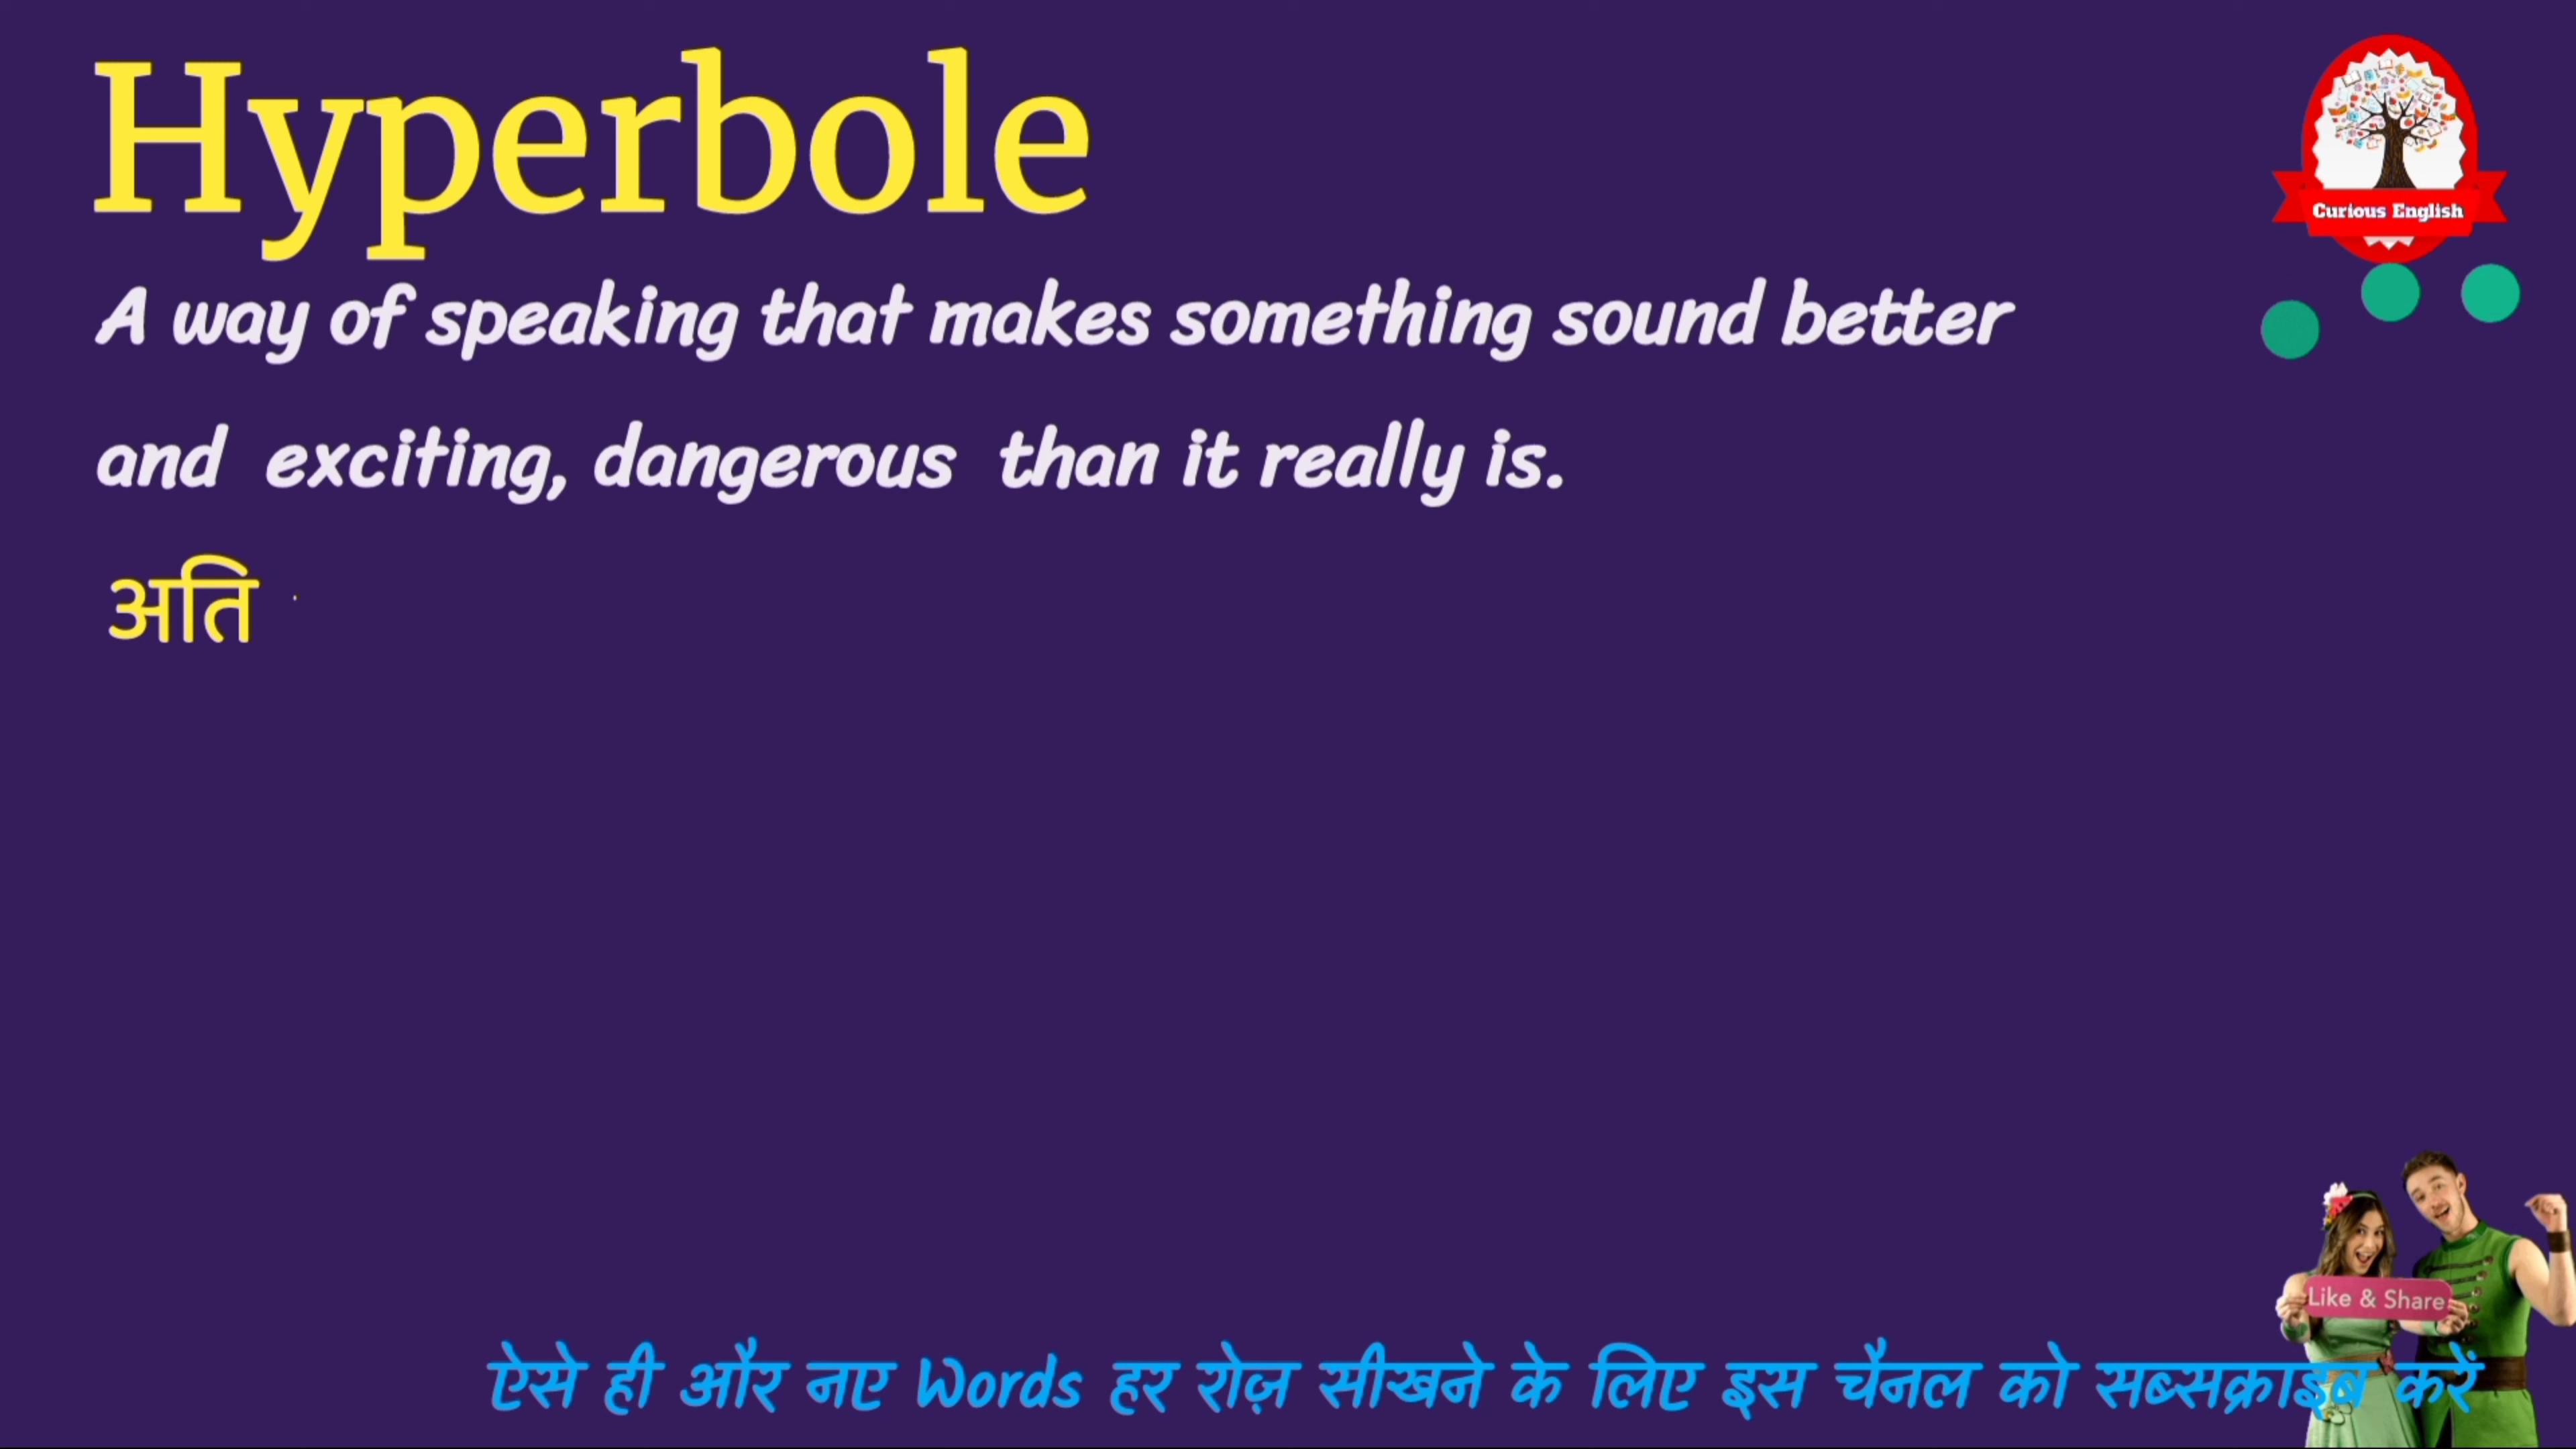 Hyperbole
Curious English
A way of speaking that makes something sound better
and exciting, dangerous than it really is.
अति
Like & Share
ऐसे ही और नए Words हर रोज़ सीखने के लिए इस चैनल को सब्सक्राइब करें